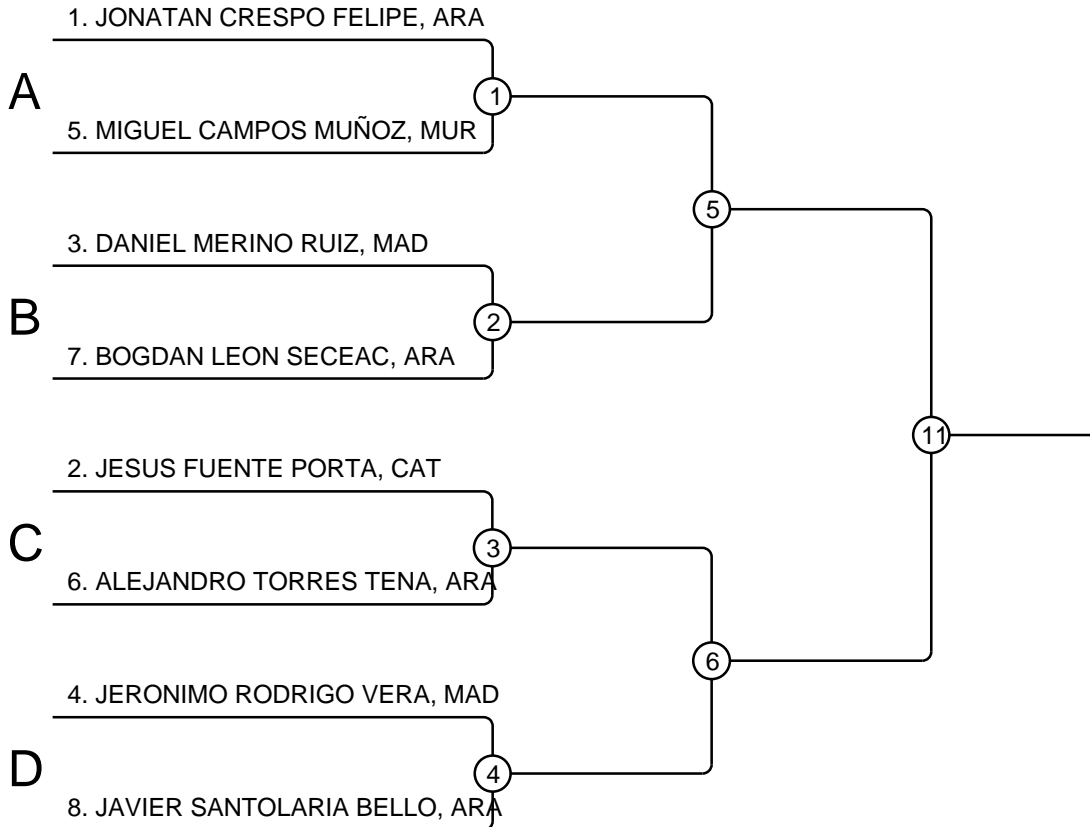 1. JONATAN CRESPO FELIPE, ARA
A
1
5. MIGUEL CAMPOS MUÑOZ, MUR
5
3. DANIEL MERINO RUIZ, MAD
B
2
7. BOGDAN LEON SECEAC, ARA
11
2. JESUS FUENTE PORTA, CAT
C
3
6. ALEJANDRO TORRES TENA, ARA
6
4. JERONIMO RODRIGO VERA, MAD
D
4
8. JAVIER SANTOLARIA BELLO, ARA